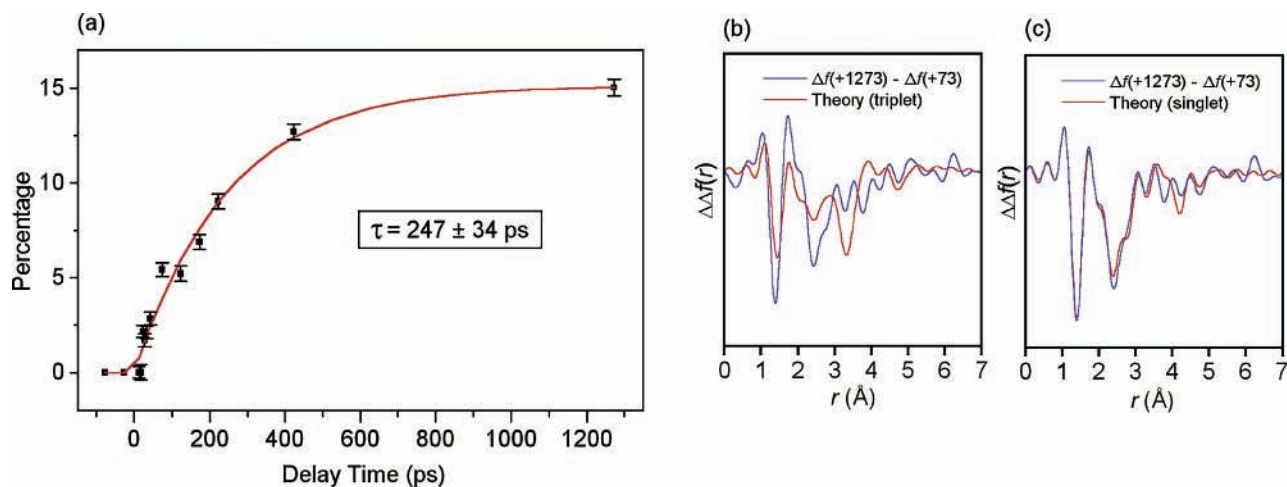 (a)
Percentage
15
10
5
0
τ = 247 ± 34 ps
0 200 400 600 800 1000 1200
Delay Time (ps)
(b)
Δf(+1273) - Δf(+73)
Theory (triplet)
ΔΔf(r)
0 1 2 3 4 5 6 7
r (Å)
(c)
Δf(+1273) - Δf(+73)
Theory (singlet)
ΔΔf(r)
0 1 2 3 4 5 6 7
r (Å)